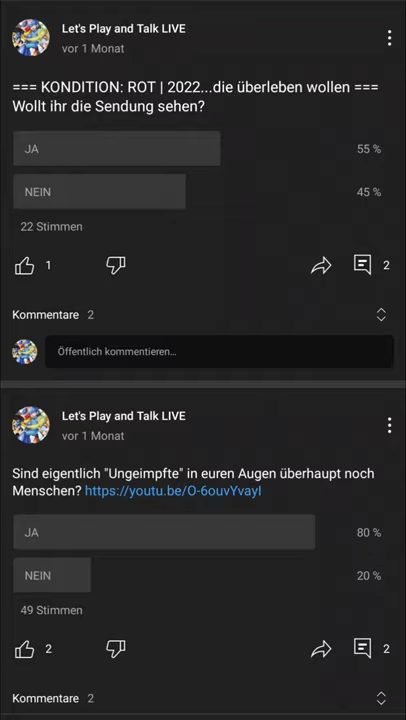 Let's Play and Talk LIVE
vor 1 Monat
=== KONDITION: ROT | 2022...die überleben wollen ===
Wollt ihr die Sendung sehen?
JA 55 %
NEIN 45 %
22 Stimmen
1 2
Kommentare 2
Öffentlich kommentieren...
Let's Play and Talk LIVE
vor 1 Monat
Sind eigentlich "Ungeimpfte" in euren Augen überhaupt noch
Menschen? https://youtu.be/O-6ouvYvayI
JA 80 %
NEIN 20 %
49 Stimmen
2 2
Kommentare 2